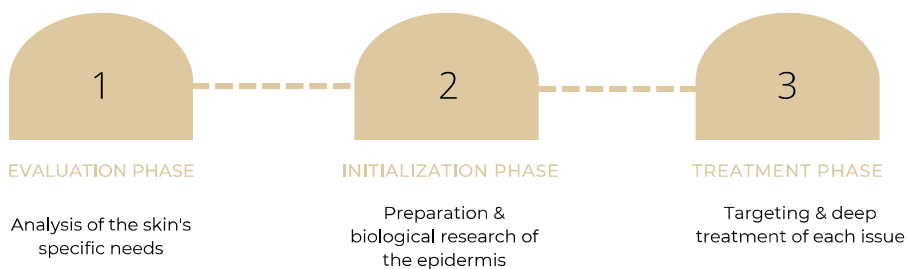 1
EVALUATION PHASE
Analysis of the skin's
specific needs
2
INITIALIZATION PHASE
Preparation &
biological research of
the epidermis
3
TREATMENT PHASE
Targeting & deep
treatment of each issue